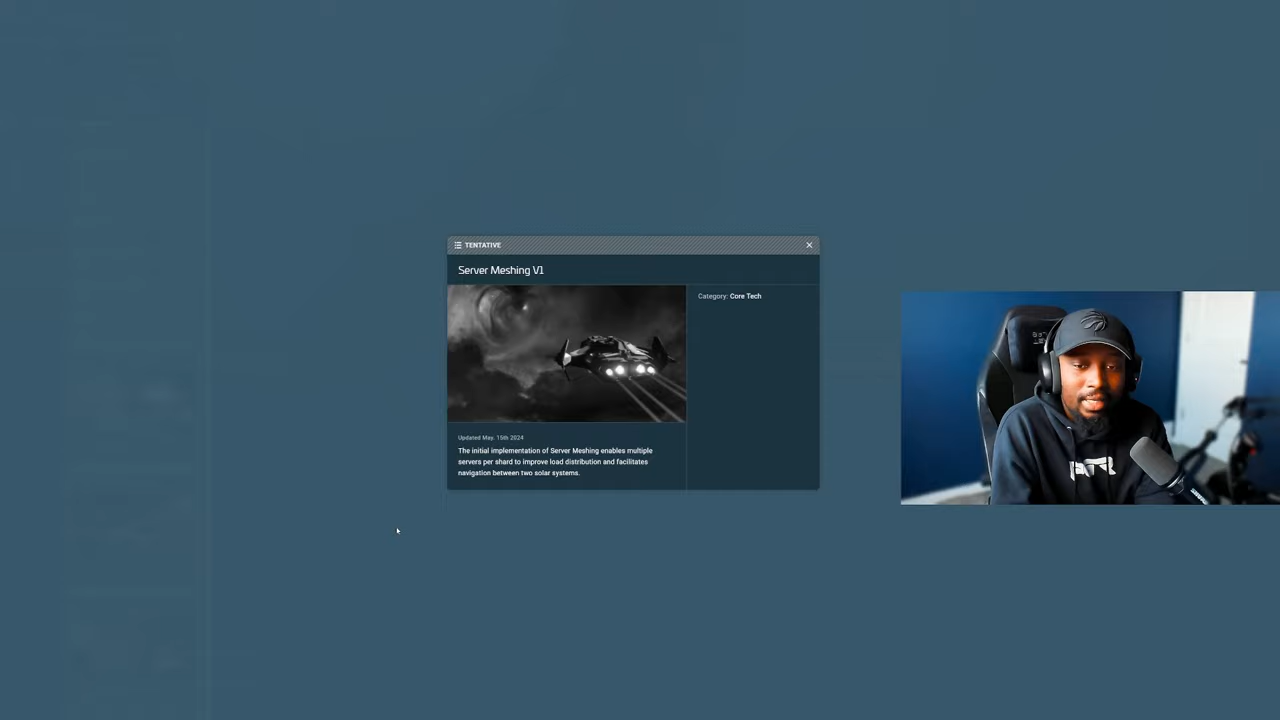 TENTATIVE
Server Meshing V1
Category: Core Tech
Updated May. 15th 2024
The initial implementation of Server Meshing enables multiple
servers per shard to improve load distribution and facilitates
navigation between two solar systems.